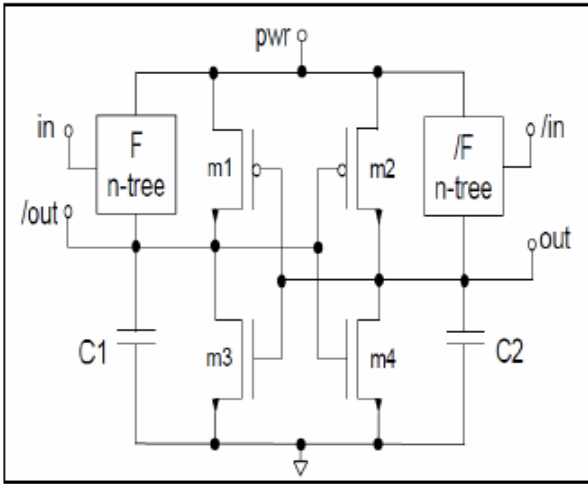 pwr
in
F
n-tree
/out
m1
m2
/F
n-tree
/in
out
C1
m3
m4
C2